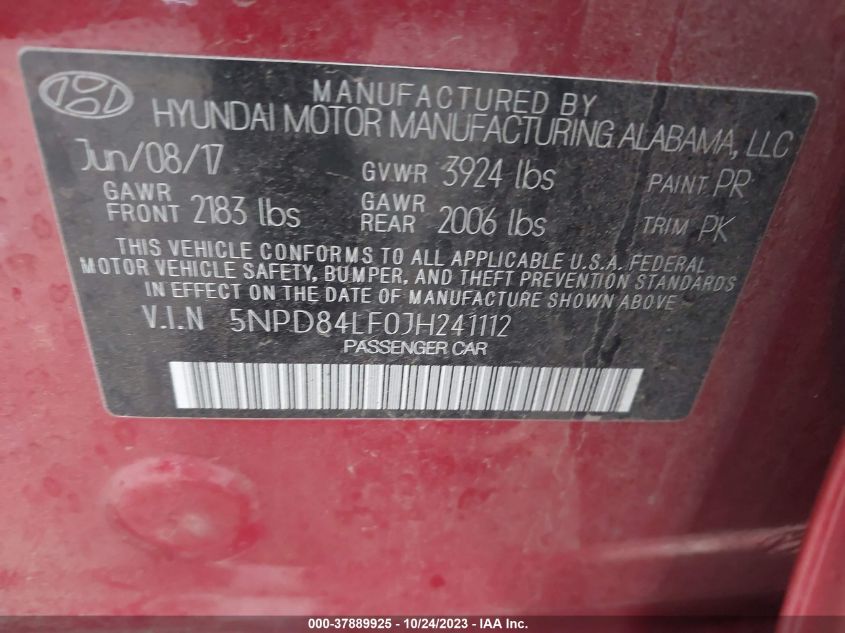 MANUFACTURED BY
HYUNDAI MOTOR MANUFACTURING ALABAMA, LLC
Jun/08/17 GVWR 3924 lbs PAINT PR
GAWR FRONT 2183 lbs GAWR REAR 2006 lbs TRIM PK
THIS VEHICLE CONFORMS TO ALL APPLICABLE U.S.A. FEDERAL
MOTOR VEHICLE SAFETY, BUMPER, AND THEFT PREVENTION STANDARDS
IN EFFECT ON THE DATE OF MANUFACTURE SHOWN ABOVE
V.I.N 5NPD84LF0JH241112
PASSENGER CAR
000-37889925 - 10/24/2023 - IAA Inc.